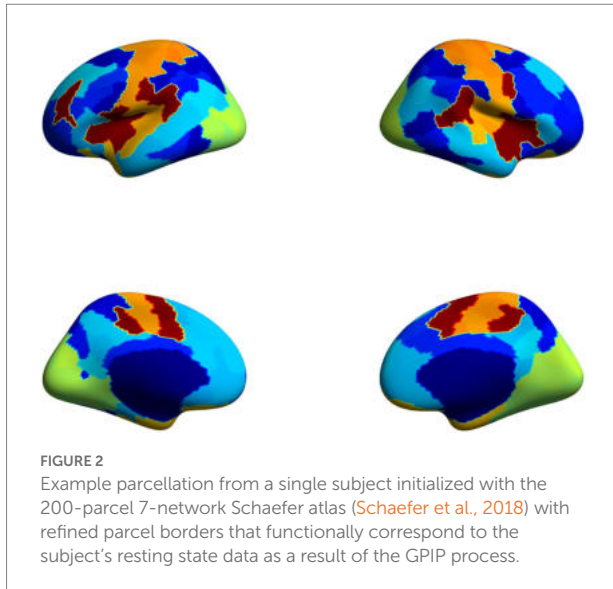 FIGURE 2
Example parcellation from a single subject initialized with the
200-parcel 7-network Schaefer atlas (Schaefer et al., 2018) with
refined parcel borders that functionally correspond to the
subject's resting state data as a result of the GPIP process.